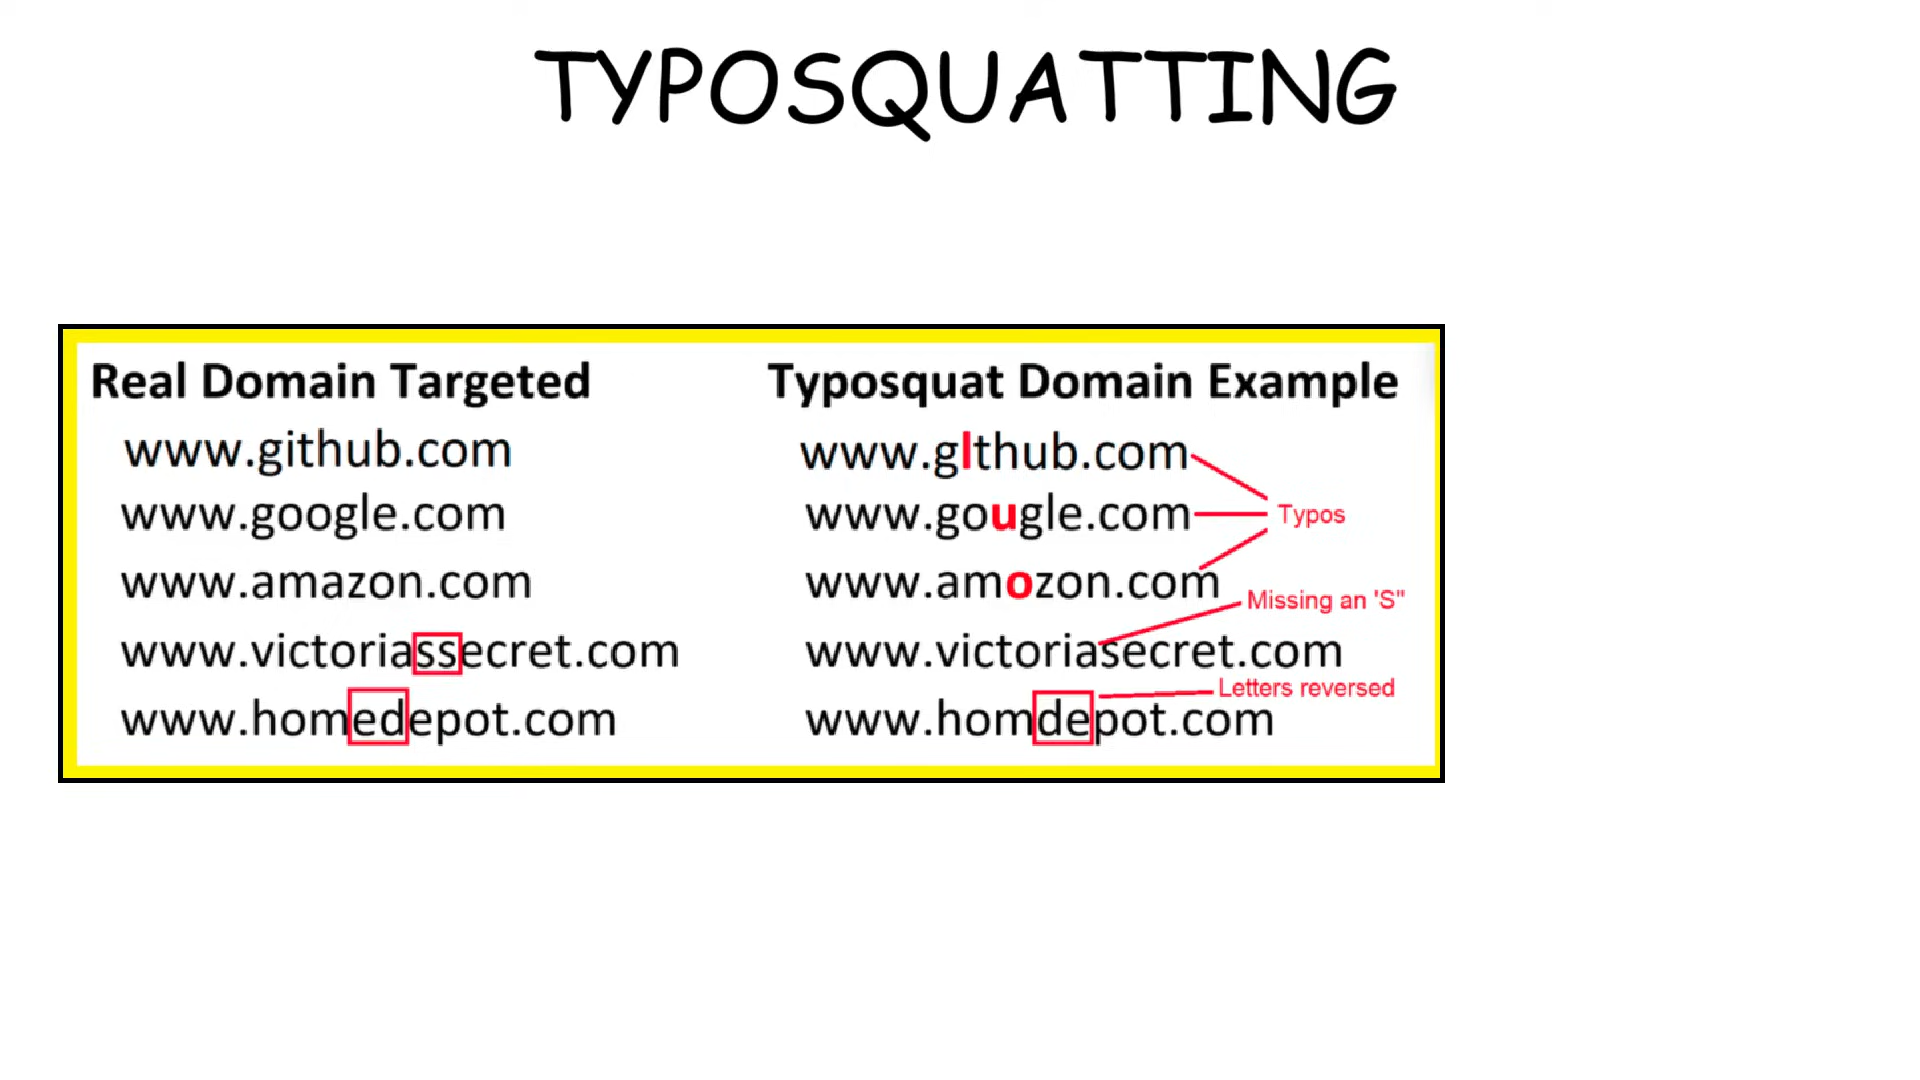 TYPOSQUATTING
Real Domain Targeted
Typosquat Domain Example
www.github.com
www.glthub.com
www.google.com
www.gougle.com
Typos
www.amazon.com
www.amozon.com
Missing an 'S"
www.victoriassecret.com
www.victoriasecret.com
Letters reversed
www.homedepot.com
www.homdepot.com